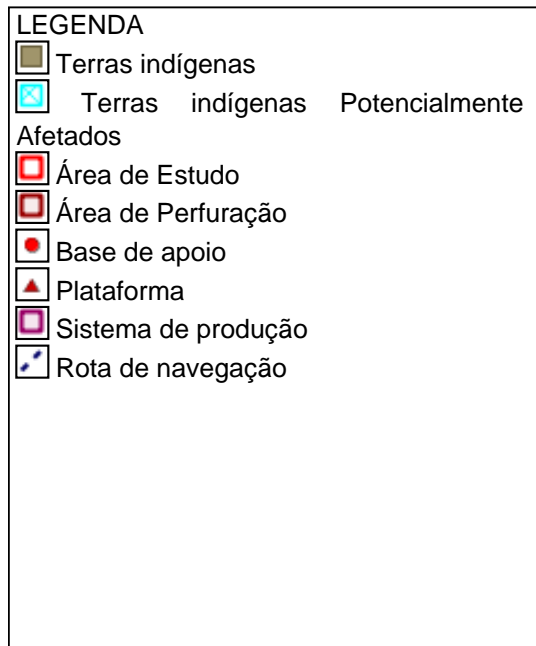 LEGENDA
Terras indígenas
Terras indígenas Potencialmente
Afetados
Área de Estudo
Área de Perfuração
Base de apoio
Plataforma
Sistema de produção
Rota de navegação